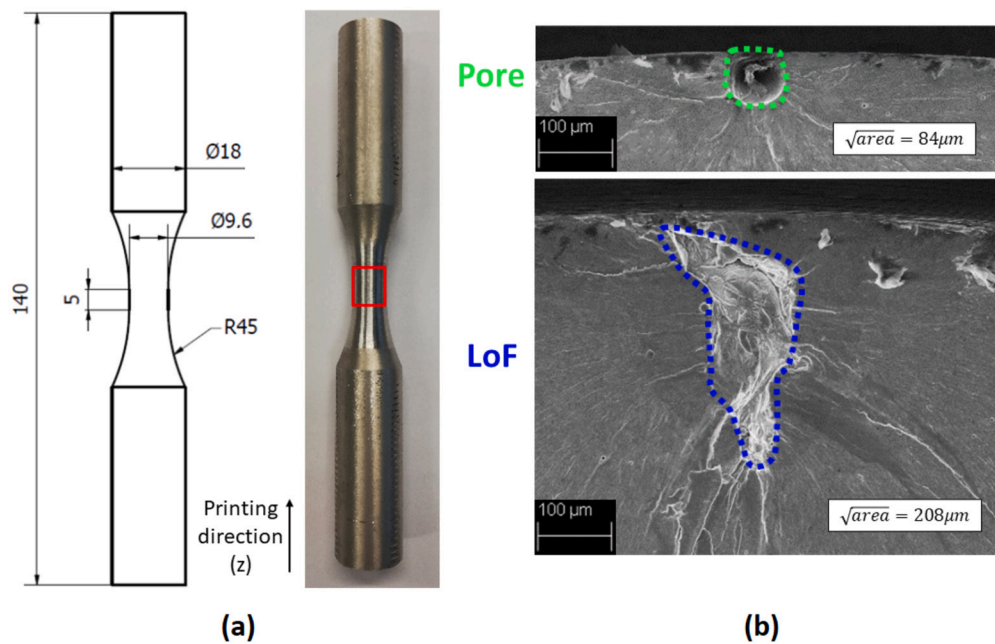 Ø18
Ø9.6
140
5
R45
Printing
direction
(z)
(a)
Pore
100 µm
√area = 84µm
LoF
100 µm
√area = 208µm
(b)